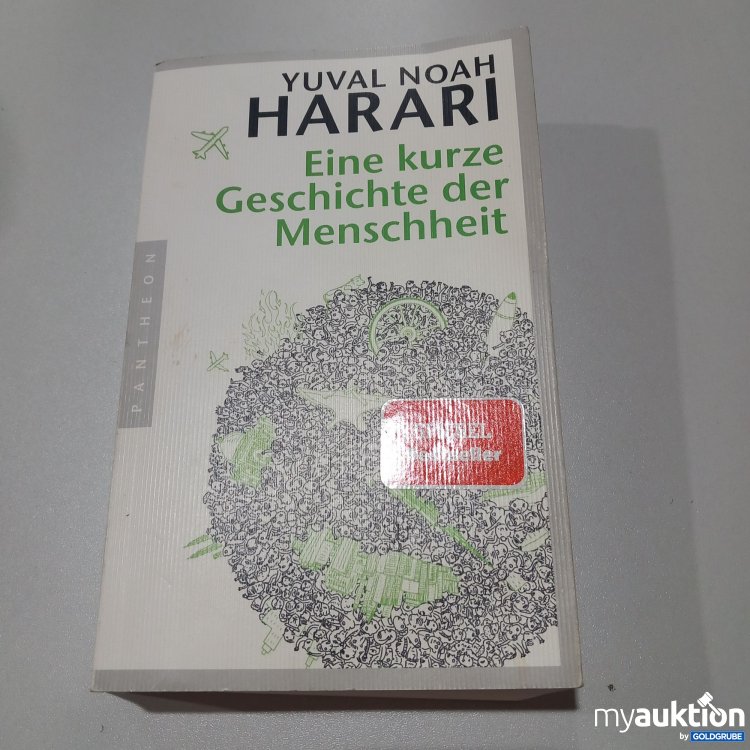 YUVAL NOAH
HARARI
Eine kurze
Geschichte der
Menschheit
PANTHEON
myauktion
by GOLDGRUBE